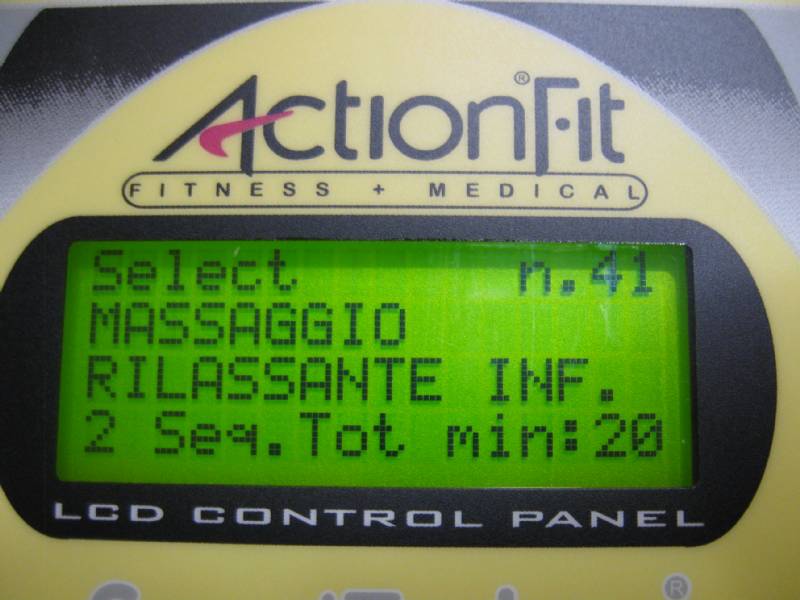 ActionFit®
FITNESS + MEDICAL
Select n.41
MASSAGGIO
RILASSANTE INF.
2 Seq.Tot min:20
LCD CONTROL PANEL
®